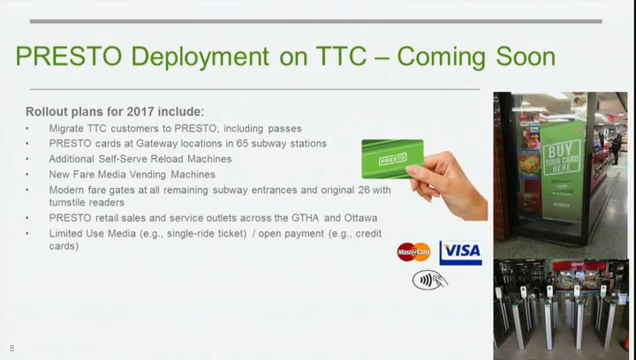 PRESTO Deployment on TTC – Coming Soon
Rollout plans for 2017 include:
• Migrate TTC customers to PRESTO, including passes
• PRESTO cards at Gateway locations in 65 subway stations
• Additional Self-Serve Reload Machines
• New Fare Media Vending Machines
• Modern fare gates at all remaining subway entrances and original 26 with
turnstile readers
• PRESTO retail sales and service outlets across the GTHA and Ottawa
• Limited Use Media (e.g., single-ride ticket) / open payment (e.g., credit
cards)
PRESTO
MasterCard
VISA
BUY
YOUR CARD
HERE
PRESTO
8